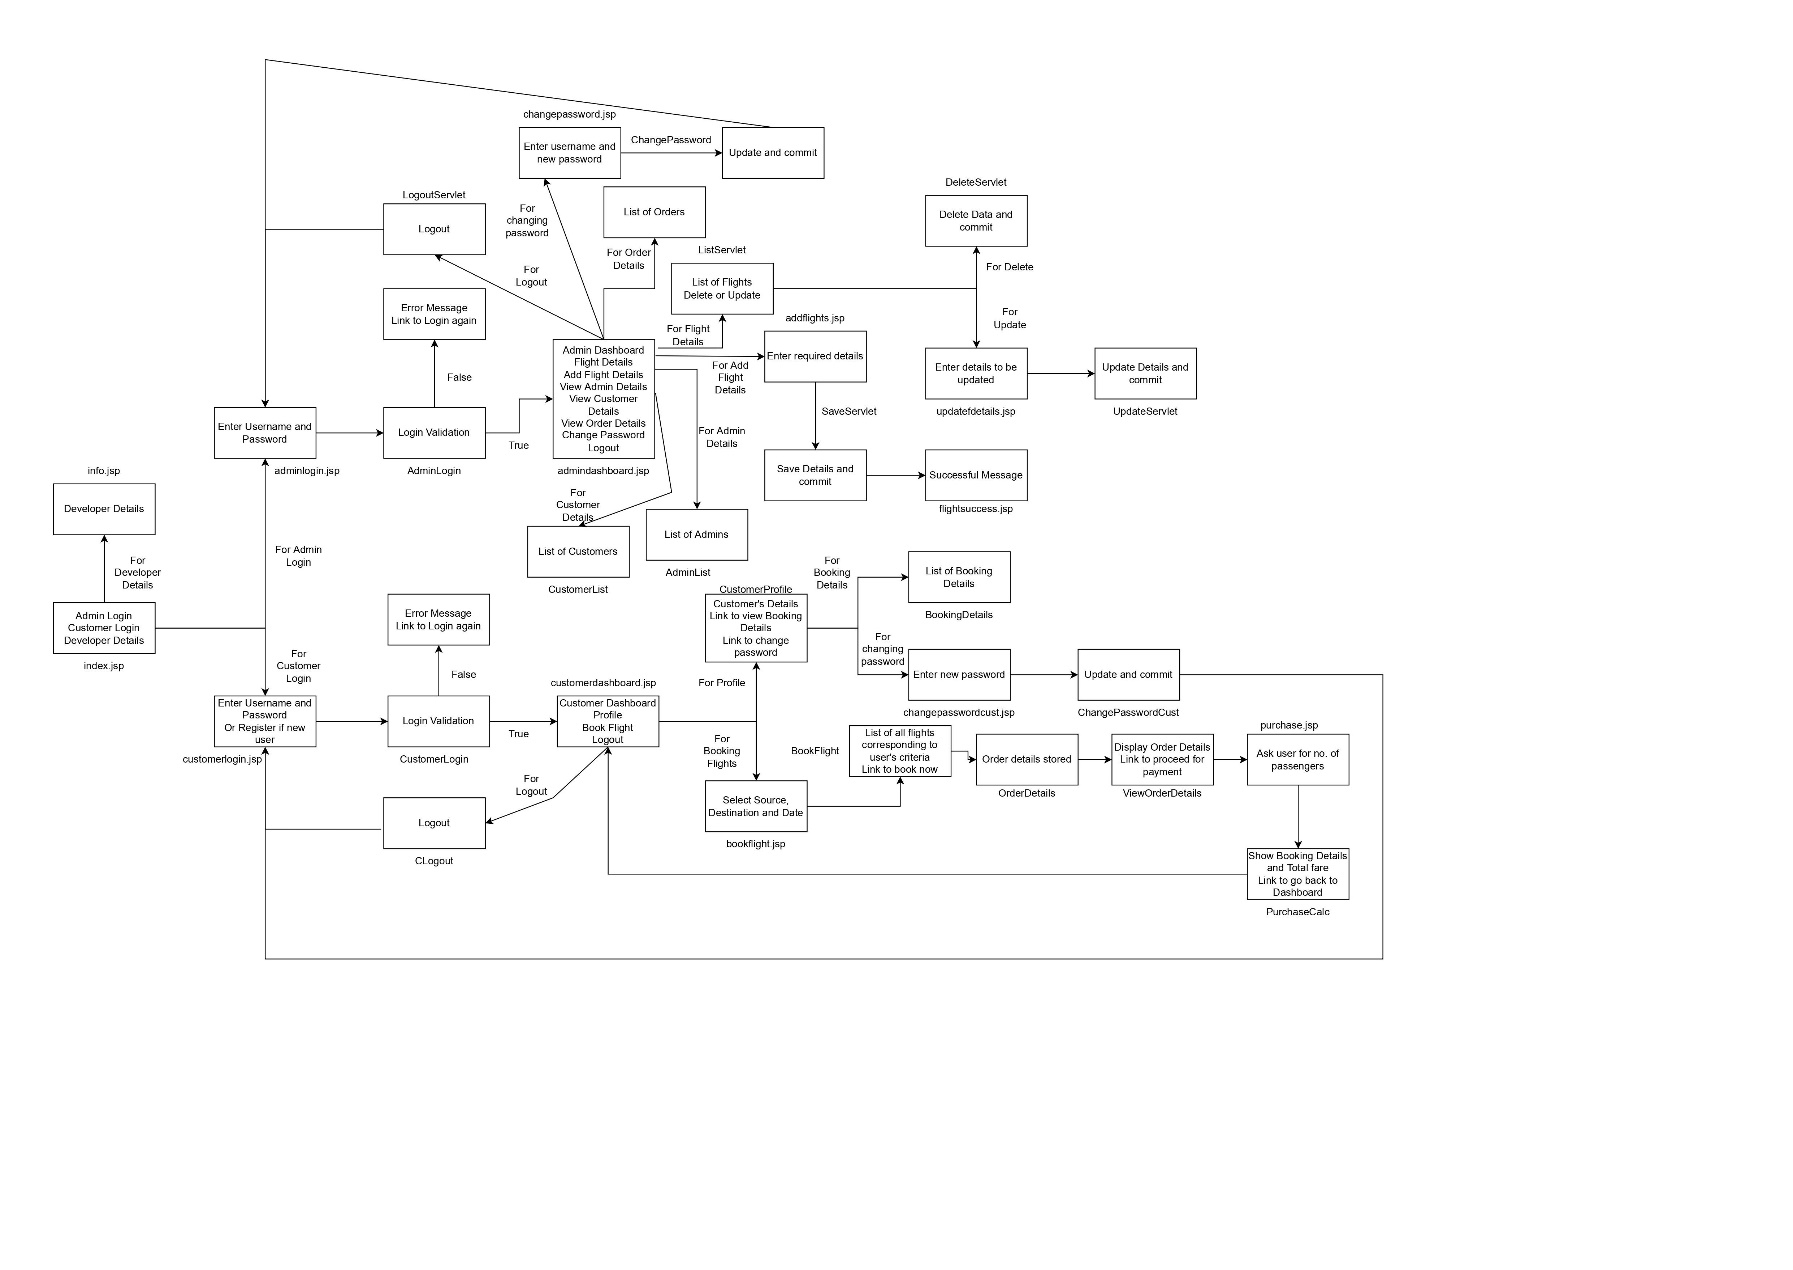 changepassword.jsp
Enter username and
new password
ChangePassword
Update and commit
LogoutServlet
Logout
For
changing
password
List of Orders
DeleteServlet
Delete Data and
commit
For Order
Details
ListServlet
List of Flights
Delete or Update
For Delete
For
Logout
Error Message
Link to Login again
For Flight
Details
addflights.jsp
Enter required details
For
Update
Enter details to be
updated
updatefdetails.jsp
Update Details and
commit
UpdateServlet
Admin Dashboard
Flight Details
Add Flight Details
View Admin Details
View Customer
Details
View Order Details
Change Password
Logout
admindashboard.jsp
For Add
Flight
Details
False
SaveServlet
Enter Username and
Password
adminlogin.jsp
Login Validation
AdminLogin
True
For Admin
Details
Save Details and
commit
Successful Message
flightsuccess.jsp
info.jsp
Developer Details
For
Customer
Details
List of Customers
CustomerList
List of Admins
AdminList
For
Developer
Details
For Admin
Login
Admin Login
Customer Login
Developer Details
index.jsp
Error Message
Link to Login again
CustomerProfile
Customer's Details
Link to view Booking
Details
Link to change
password
For
Booking
Details
List of Booking
Details
BookingDetails
For
changing
password
Enter new password
changepasswordcust.jsp
Update and commit
ChangePasswordCust
For
Customer
Login
False
customerdashboard.jsp
For Profile
Enter Username and
Password
Or Register if new
user
customerlogin.jsp
Login Validation
CustomerLogin
True
Customer Dashboard
Profile
Book Flight
Logout
For
Booking
Flights
BookFlight
List of all flights
corresponding to
user's criteria
Link to book now
Order details stored
OrderDetails
Display Order Details
Link to proceed for
payment
ViewOrderDetails
purchase.jsp
Ask user for no. of
passengers
For
Logout
Logout
CLogout
Select Source,
Destination and Date
bookflight.jsp
Show Booking Details
and Total fare
Link to go back to
Dashboard
PurchaseCalc